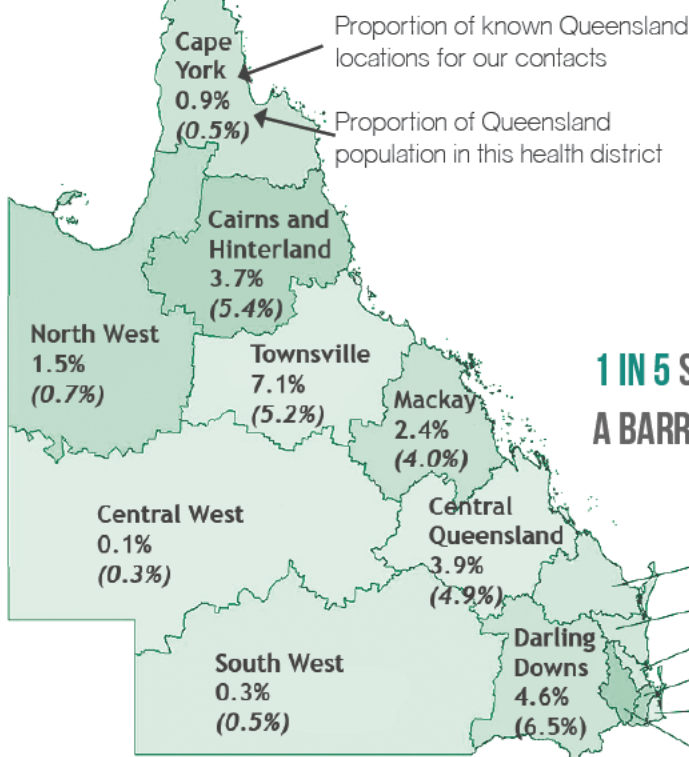 Proportion of known Queensland
locations for our contacts
Cape
York
0.9%
(0.5%)
Proportion of Queensland
population in this health district
Cairns and
Hinterland
3.7%
(5.4%)
North West
1.5%
(0.7%)
Townsville
7.1%
(5.2%)
Mackay
2.4%
(4.0%)
1 IN 5 S
A BARR
Central West
0.1%
(0.3%)
Central
Queensland
3.9%
(4.9%)
South West
0.3%
(0.5%)
Darling
Downs
4.6%
(6.5%)